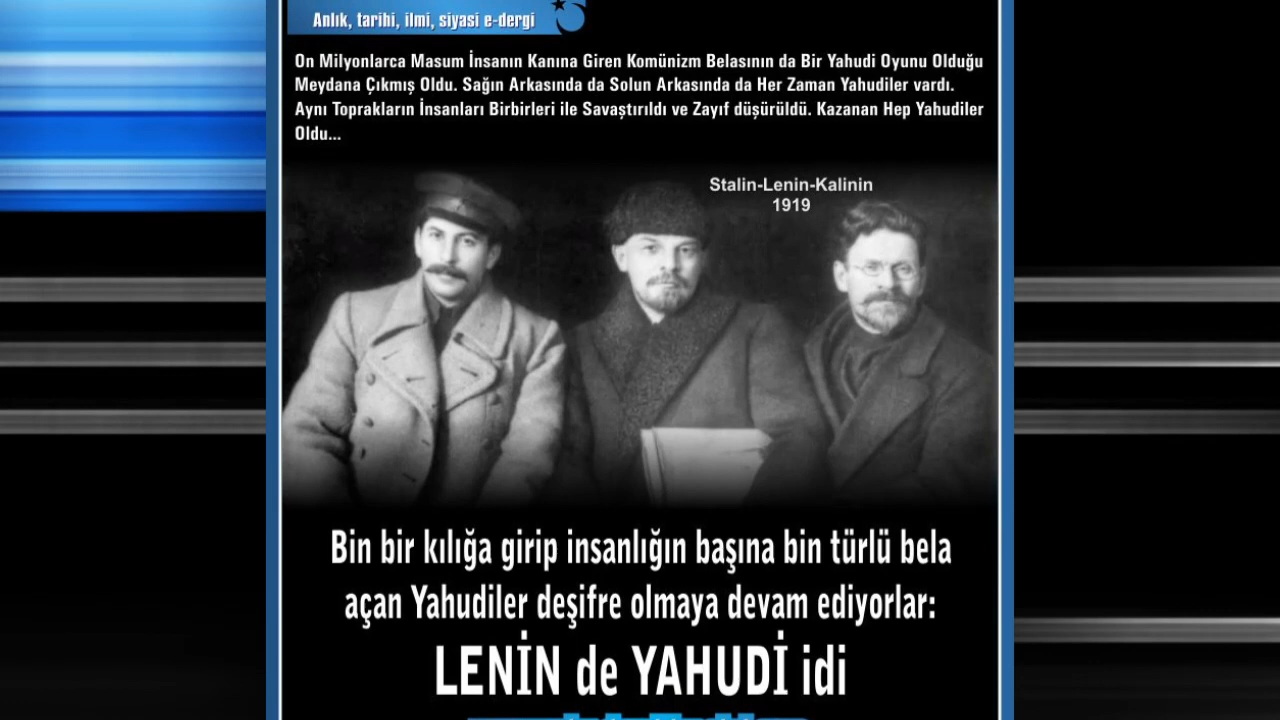 Anlık, tarihi, ilmi, siyasi e-dergi
On Milyonlarca Masum İnsanın Kanına Giren Komünizm Belasının da Bir Yahudi Oyunu Olduğu
Meydana Çıkmış Oldu. Sağın Arkasında da Solun Arkasında da Her Zaman Yahudiler vardı.
Aynı Toprakların İnsanları Birbirleri ile Savaştırıldı ve Zayıf düşürüldü. Kazanan Hep Yahudiler
Oldu...
Stalin-Lenin-Kalinin
1919
Bin bir kılığa girip insanlığın başına bin türlü bela
açan Yahudiler deşifre olmaya devam ediyorlar:
LENİN de YAHUDİ idi